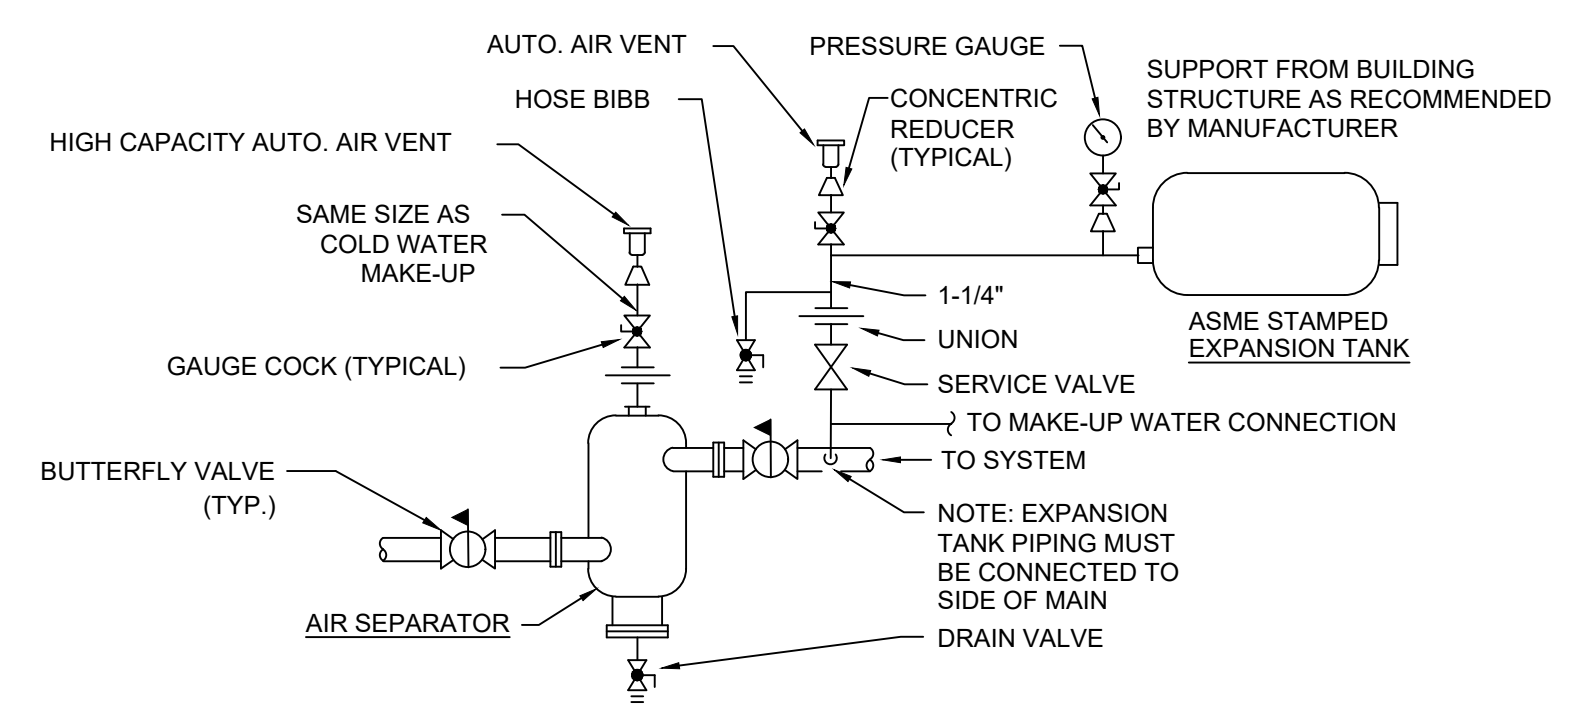 AUTO. AIR VENT
PRESSURE GAUGE
SUPPORT FROM BUILDING
STRUCTURE AS RECOMMENDED
BY MANUFACTURER
HOSE BIBB
CONCENTRIC
REDUCER
(TYPICAL)
HIGH CAPACITY AUTO. AIR VENT
SAME SIZE AS
COLD WATER
MAKE-UP
1-1/4"
ASME STAMPED
EXPANSION TANK
UNION
GAUGE COCK (TYPICAL)
SERVICE VALVE
TO MAKE-UP WATER CONNECTION
TO SYSTEM
BUTTERFLY VALVE
(TYP.)
NOTE: EXPANSION
TANK PIPING MUST
BE CONNECTED TO
SIDE OF MAIN
AIR SEPARATOR
DRAIN VALVE